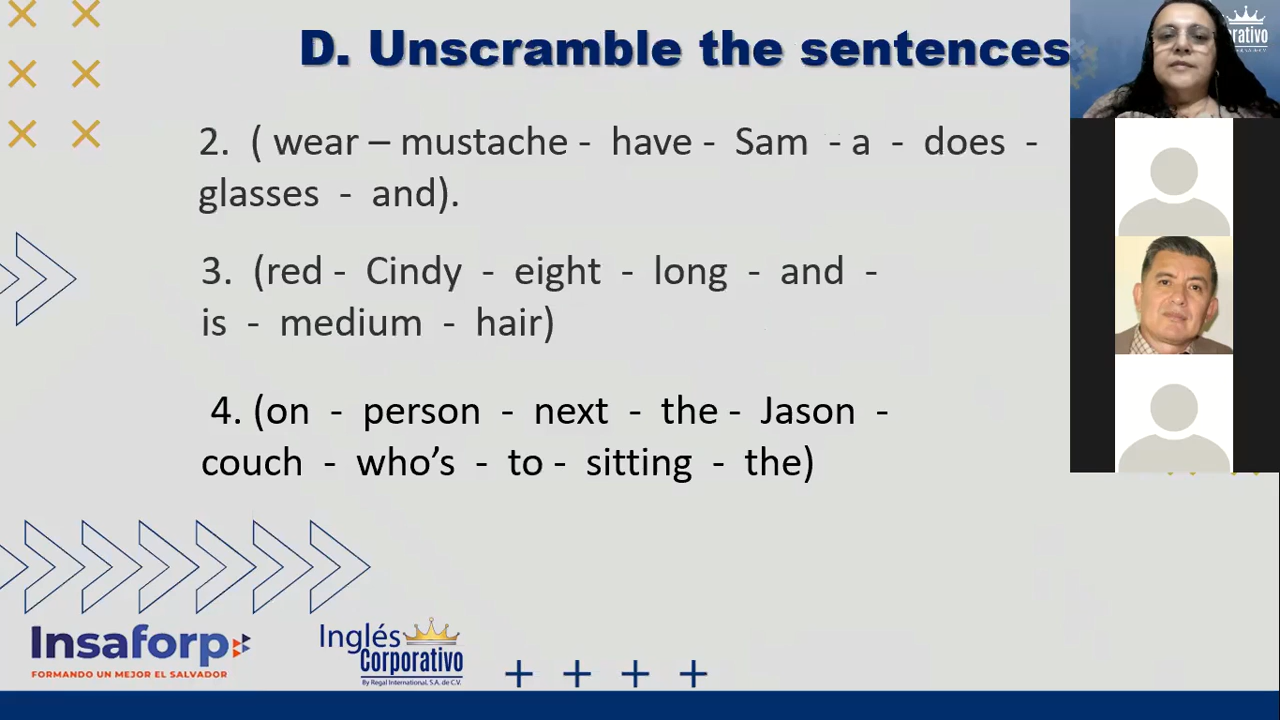 D. Unscramble the sentences
2. ( wear – mustache - have - Sam - a - does -
glasses - and).
3. (red - Cindy - eight - long - and -
is - medium - hair)
4. (on - person - next - the - Jason -
couch - who’s - to - sitting - the)
Insaforp
FORMANDO UN MEJOR EL SALVADOR
Inglés
Corporativo
By Regal International, S.A. de C.V.